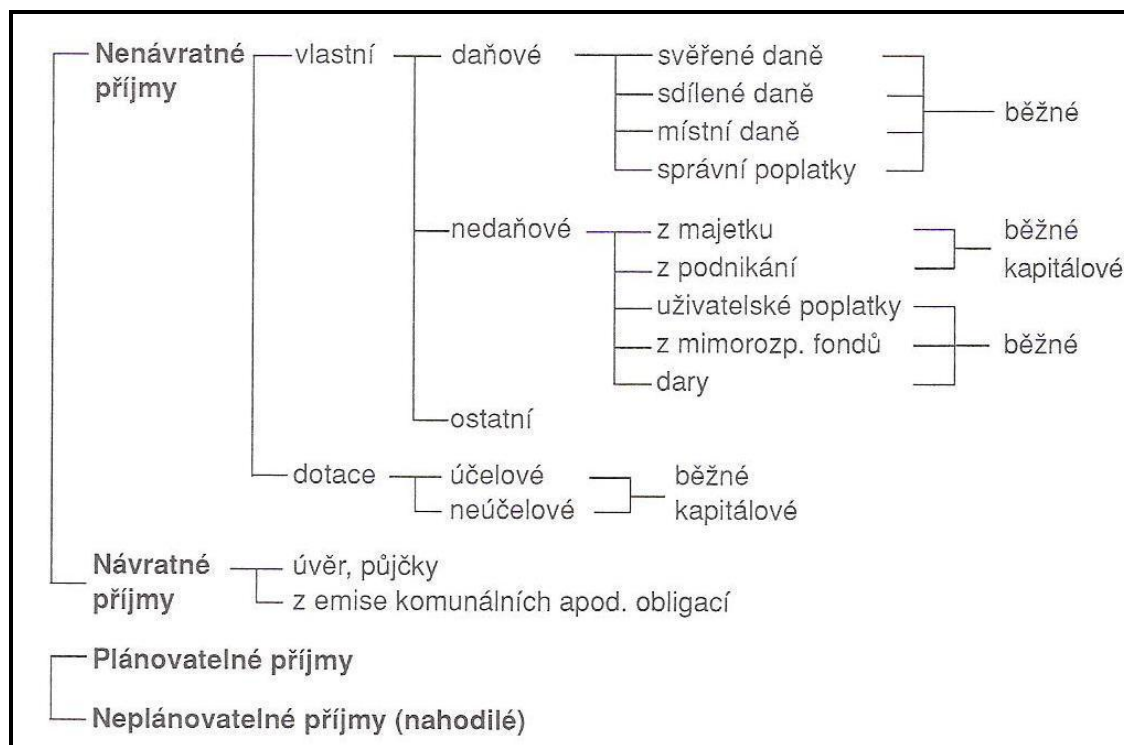 Nenávratné příjmy
vlastní
daňové
svěřené daně
sdílené daně
místní daně
správní poplatky
běžné
nedaňové
z majetku
z podnikání
běžné
kapitálové
uživatelské poplatky
z mimorozp. fondů
dary
běžné
ostatní
dotace
účelové
neúčelové
běžné
kapitálové
Návratné příjmy
úvěr, půjčky
z emise komunálních apod. obligací
Plánovatelné příjmy
Neplánovatelné příjmy (nahodilé)